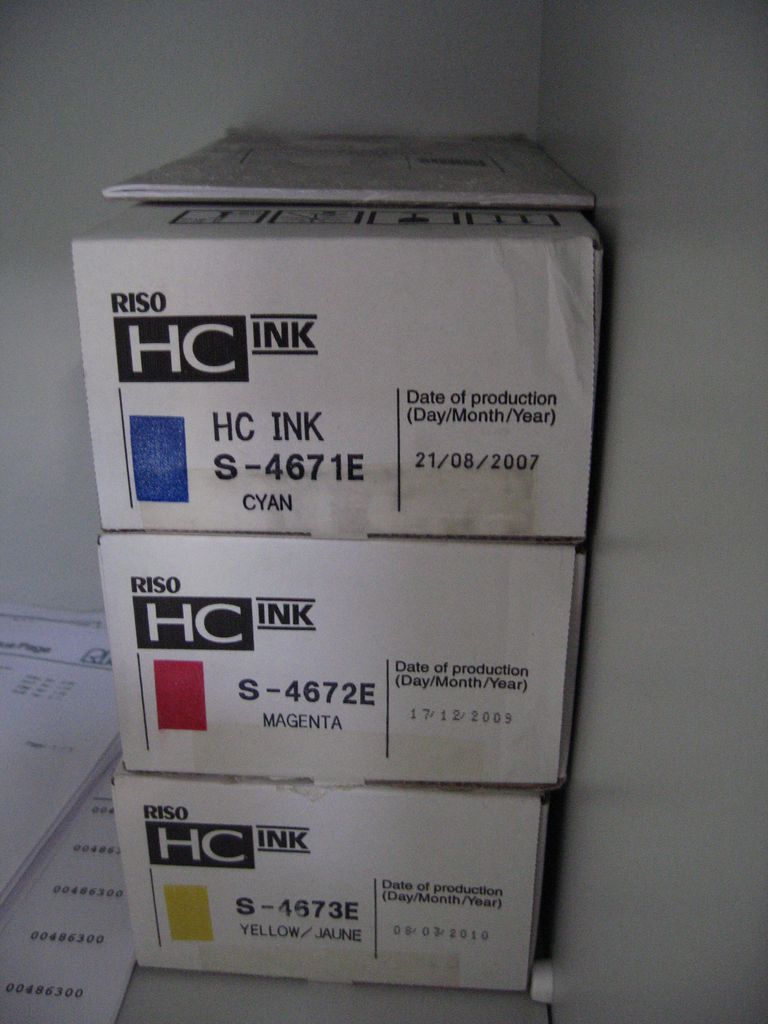 RISO
HC INK
HC INK
S-4671E
CYAN
Date of production
(Day/Month/Year)
21/08/2007
RISO
HC INK
S-4672E
MAGENTA
Date of production
(Day/Month/Year)
17/12/2009
RISO
HC INK
S-4673E
YELLOW/JAUNE
Date of production
(Day/Month/Year)
/2010
00486300
00486300
00486300